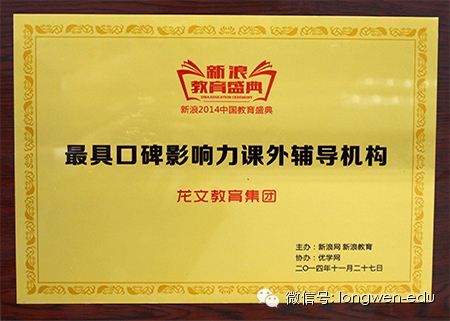 新浪
教育盛典
SINA EDUCATION CEREMONY
新浪2014中国教育盛典
最具口碑影响力课外辅导机构
龙文教育集团
主办：新浪网 新浪教育
协办：优学网
二〇一四年十一月二十七日
微信号: longwen-edu